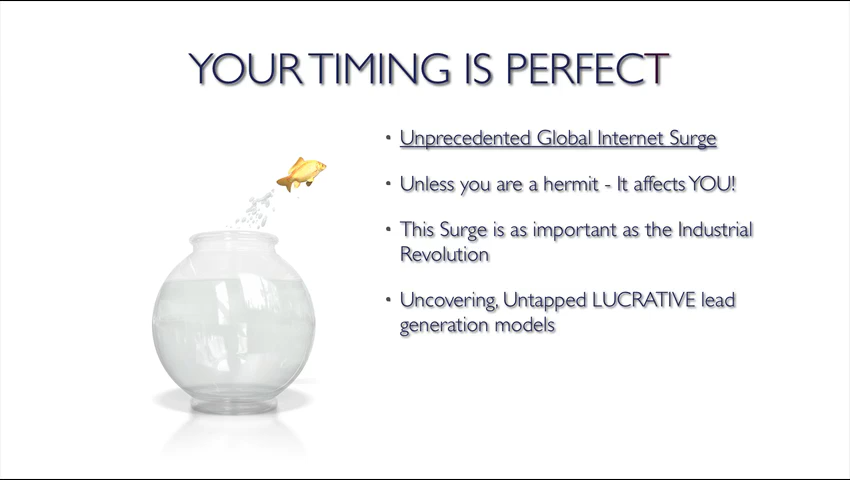 YOUR TIMING IS PERFECT
• Unprecedented Global Internet Surge
• Unless you are a hermit - It affects YOU!
• This Surge is as important as the Industrial
Revolution
• Uncovering, Untapped LUCRATIVE lead
generation models